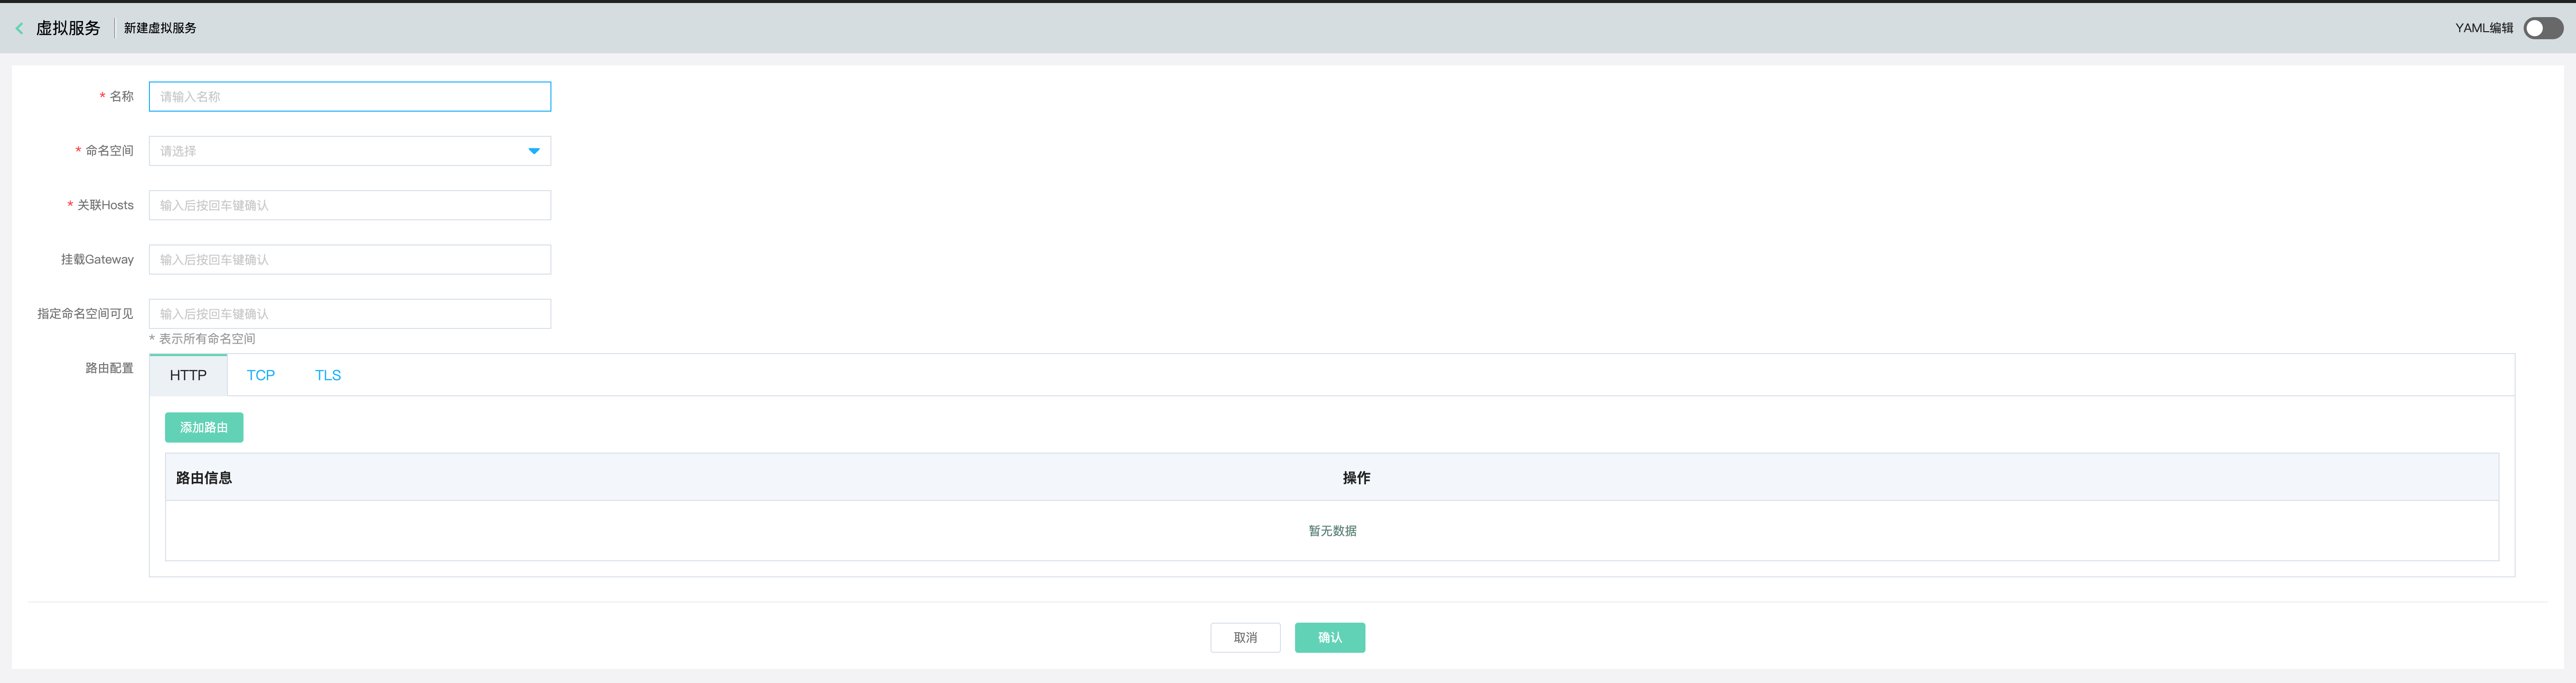 虚拟服务 新建虚拟服务 YAML编辑
* 名称 请输入名称
* 命名空间 请选择
* 关联Hosts 输入后按回车键确认
挂载Gateway 输入后按回车键确认
指定命名空间可见 输入后按回车键确认
* 表示所有命名空间
路由配置 HTTP TCP TLS
添加路由
路由信息 操作
暂无数据
取消 确认